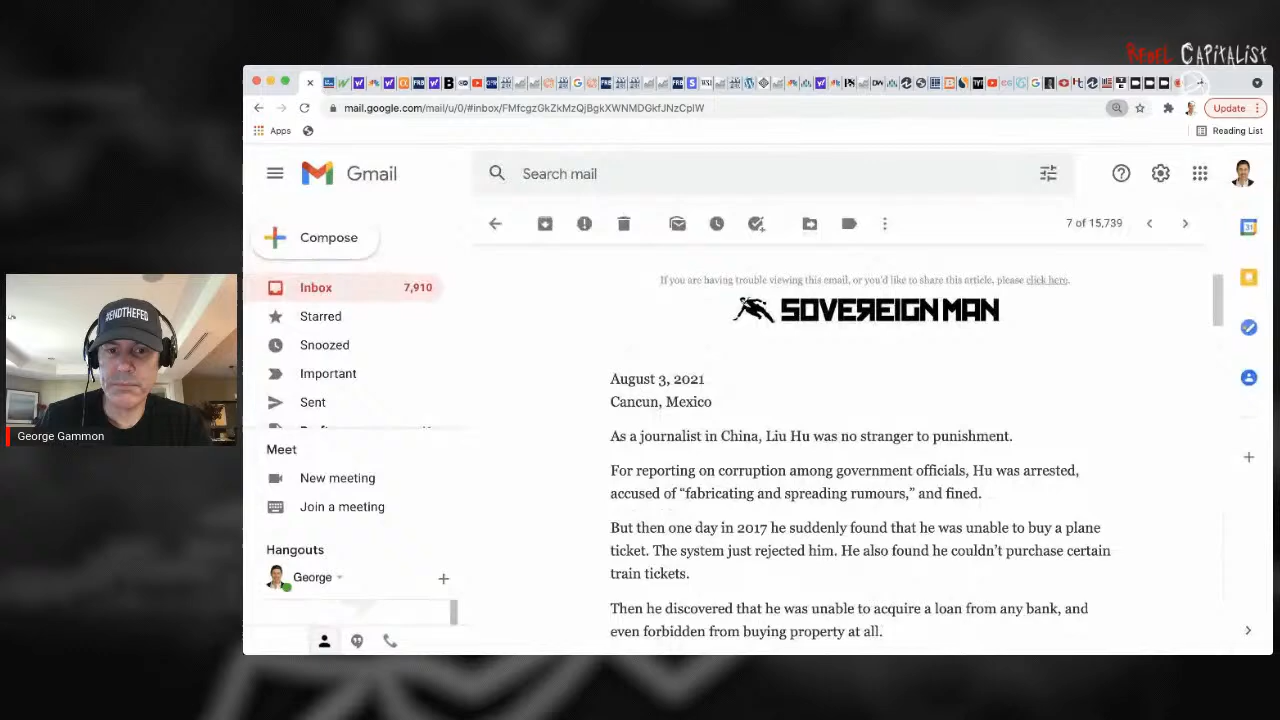 REBEL CAPITALIST
mail.google.com/mail/u/0/#inbox/FMfcgzGkZkMzQjBgkXWNMDGkfJNzCplW
Update
Apps
Reading List
Gmail
Search mail
Compose
7 of 15,739
31
Inbox 7,910
Starred
Snoozed
Important
Sent
Meet
New meeting
Join a meeting
Hangouts
George
If you are having trouble viewing this email, or you'd like to share this article, please click here.
SOVEREIGN MAN
August 3, 2021
Cancun, Mexico
As a journalist in China, Liu Hu was no stranger to punishment.
For reporting on corruption among government officials, Hu was arrested,
accused of “fabricating and spreading rumours,” and fined.
But then one day in 2017 he suddenly found that he was unable to buy a plane
ticket. The system just rejected him. He also found he couldn’t purchase certain
train tickets.
Then he discovered that he was unable to acquire a loan from any bank, and
even forbidden from buying property at all.
#ENDTHEFED
George Gammon